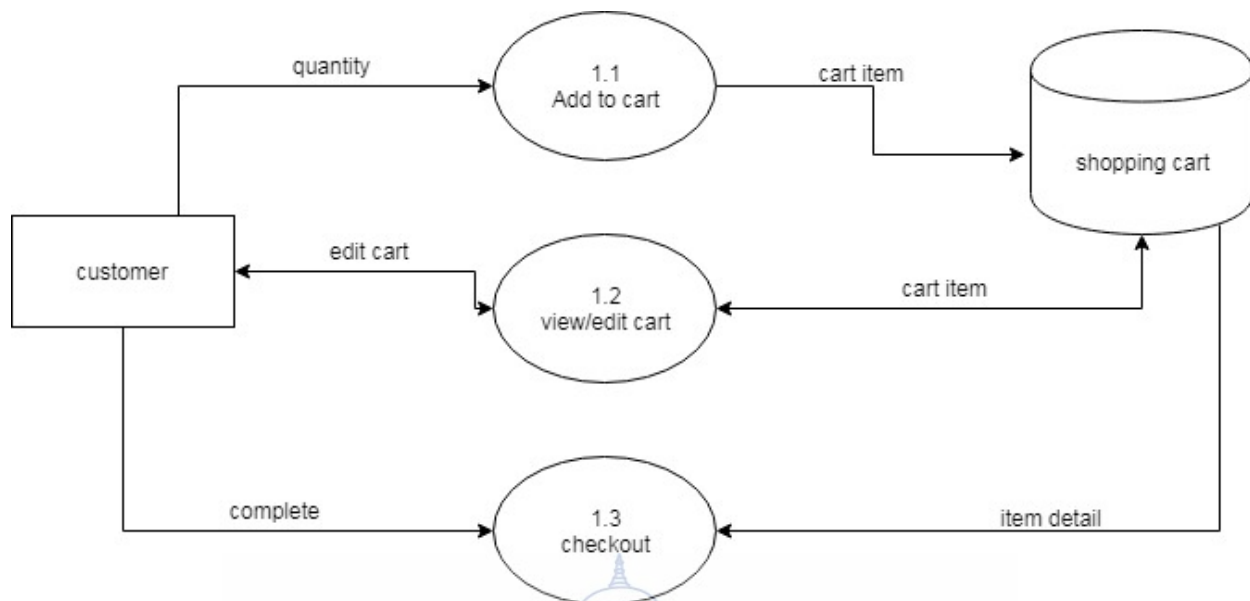 quantity
1.1
Add to cart
cart item
shopping cart
customer
edit cart
1.2
view/edit cart
cart item
complete
1.3
checkout
item detail